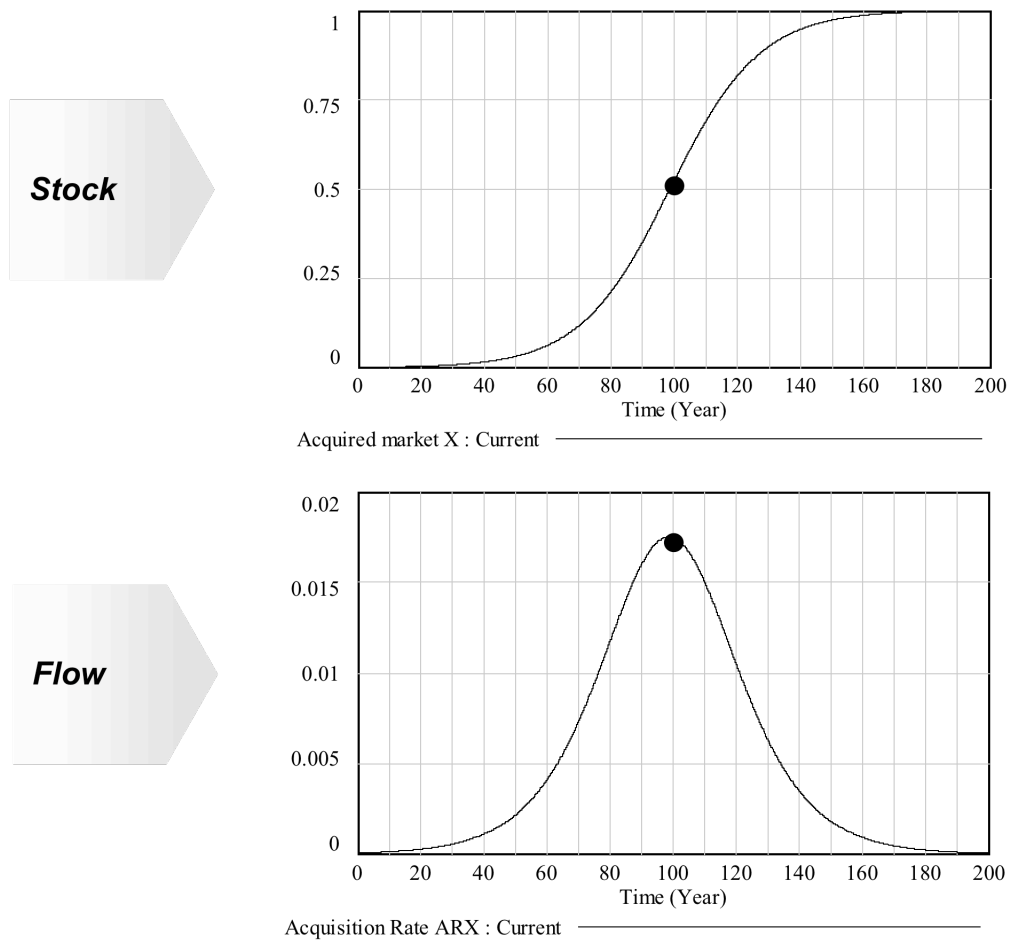 1
0.75
Stock
0.5
0.25
0
0 20 40 60 80 100 120 140 160 180 200
Time (Year)
Acquired market X : Current
0.02
0.015
Flow
0.01
0.005
0
0 20 40 60 80 100 120 140 160 180 200
Time (Year)
Acquisition Rate ARX : Current